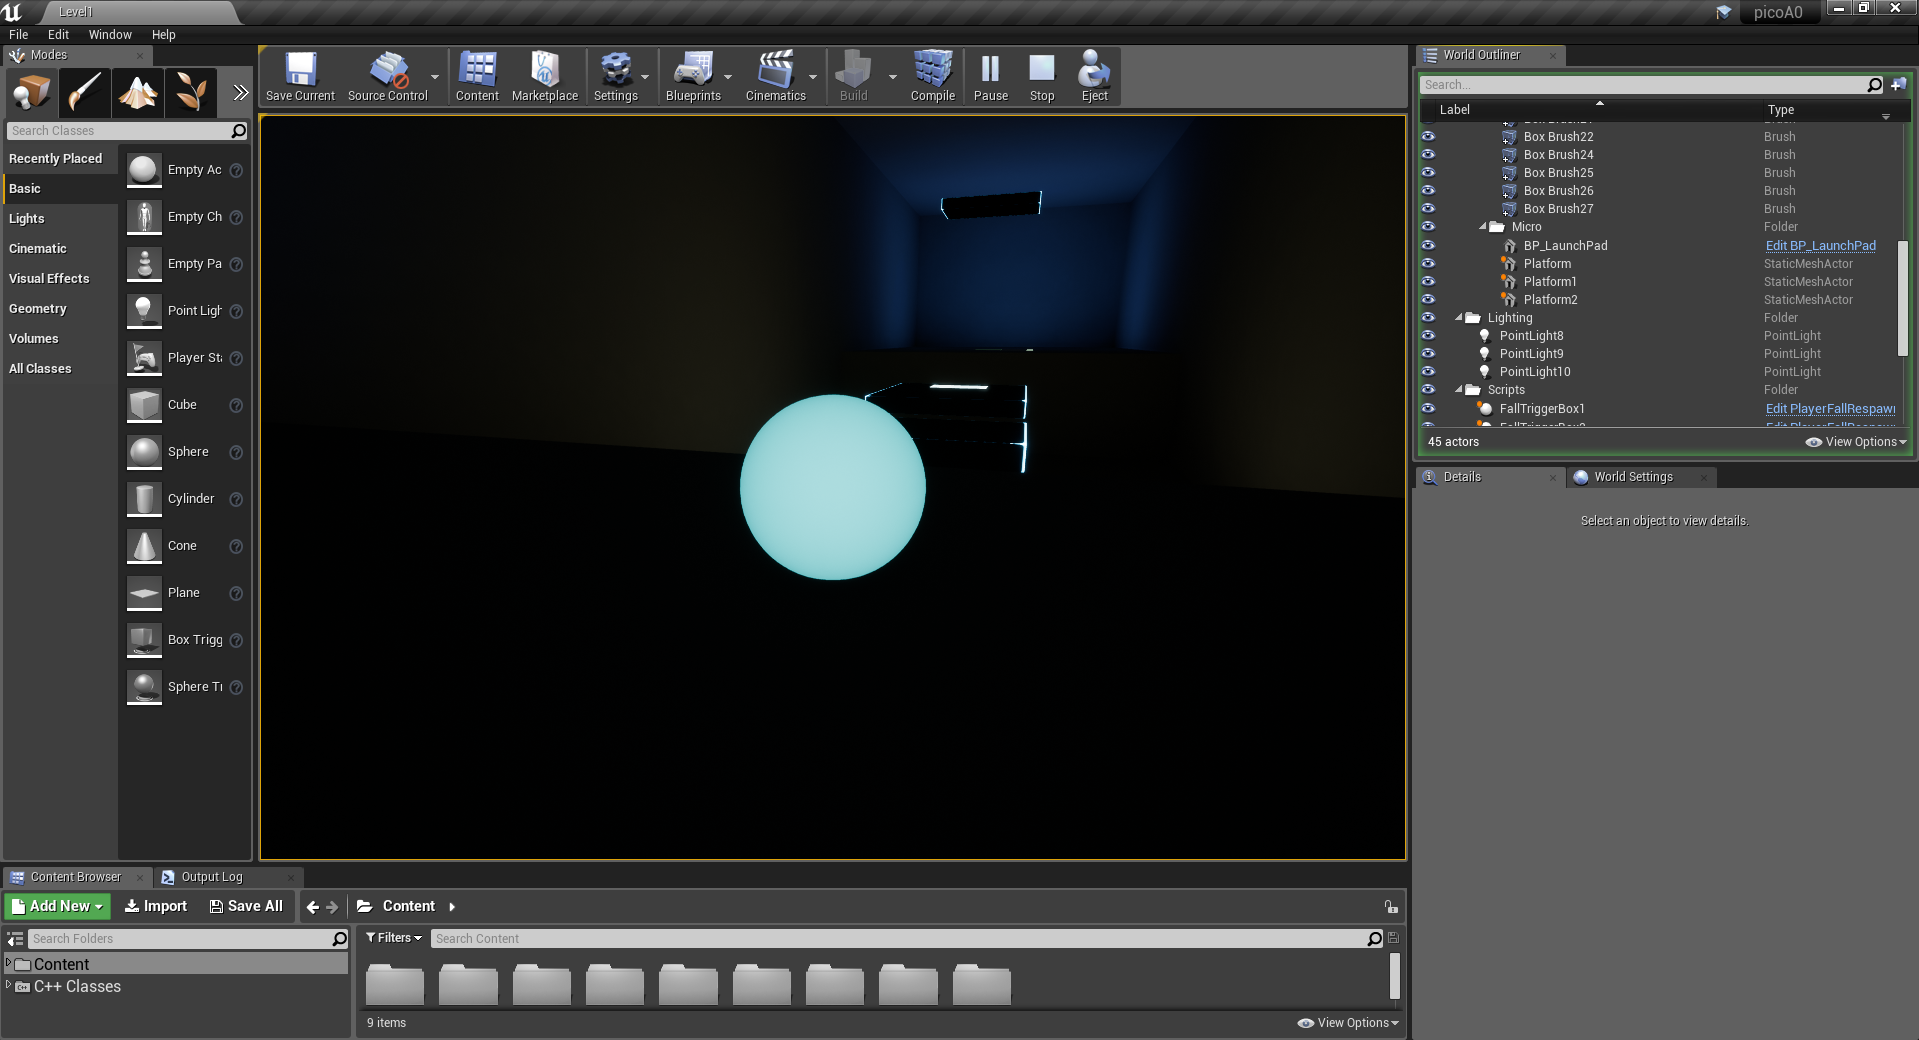 Level1
picoA0
File Edit Window Help
Modes
Search Classes
Recently Placed
Basic
Lights
Cinematic
Visual Effects
Geometry
Volumes
All Classes
Empty Ac
Empty Ch
Empty Pa
Point Ligh
Player Sta
Cube
Sphere
Cylinder
Cone
Plane
Box Trigg
Sphere Tr
Save Current Source Control Content Marketplace Settings Blueprints Cinematics Build Compile Pause Stop Eject
World Outliner
Search...
Label Type
Box Brush22 Brush
Box Brush24 Brush
Box Brush25 Brush
Box Brush26 Brush
Box Brush27 Brush
Micro Folder
BP_LaunchPad Edit BP_LaunchPad
Platform StaticMeshActor
Platform1 StaticMeshActor
Platform2 StaticMeshActor
Lighting Folder
PointLight8 PointLight
PointLight9 PointLight
PointLight10 PointLight
Scripts Folder
FallTriggerBox1 Edit PlayerFallRespawn
45 actors View Options
Details World Settings
Select an object to view details.
Content Browser Output Log
Add New Import Save All Content
Search Folders
Content
C++ Classes
Filters Search Content
9 items View Options